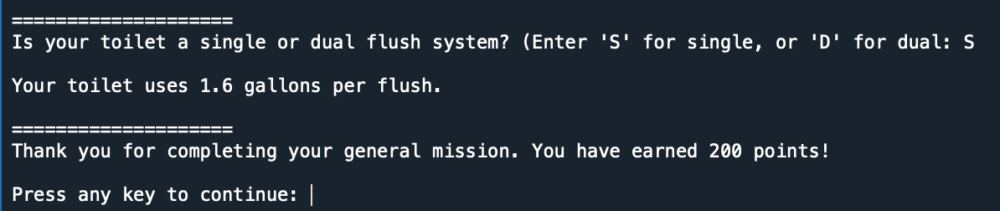 ====================
Is your toilet a single or dual flush system? (Enter 'S' for single, or 'D' for dual: S
Your toilet uses 1.6 gallons per flush.
====================
Thank you for completing your general mission. You have earned 200 points!
Press any key to continue: